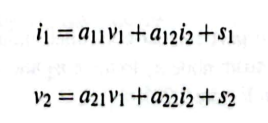 i₁ = a₁₁v₁ + a₁₂i₂ + s₁
v₂ = a₂₁v₁ + a₂₂i₂ + s₂